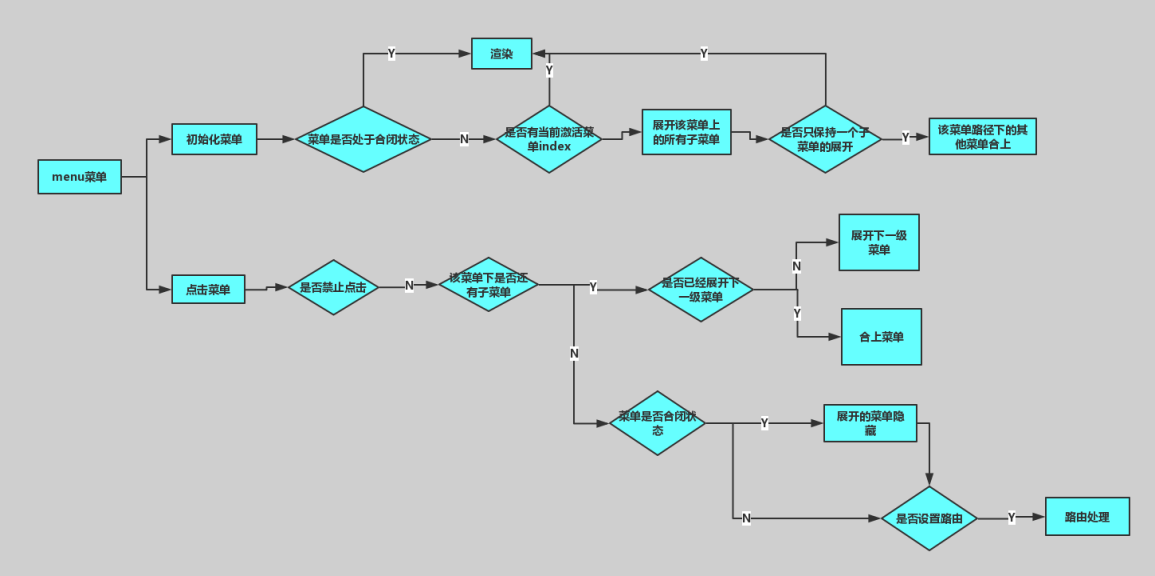 渲染
Y
Y
Y
menu菜单
初始化菜单
菜单是否处于合闭状态
N
是否有当前激活菜
单index
展开该菜单上
的所有子菜单
是否只保持一个子
菜单的展开
Y
该菜单路径下的其
他菜单合上
点击菜单
是否禁止点击
N
该菜单下是否还
有子菜单
Y
是否已经展开下
一级菜单
N
展开下一级
菜单
Y
合上菜单
N
菜单是否合闭状
态
Y
展开的菜单隐
藏
N
是否设置路由
Y
路由处理